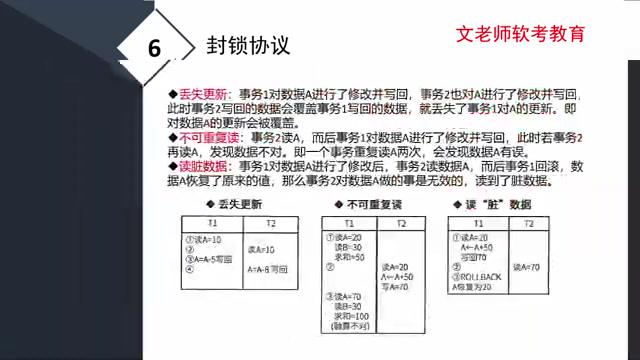 文老师软考教育
6
封锁协议
◆丢失更新：事务1对数据A进行了修改并写回，事务2也对A进行了修改并写回，
此时事务2写回的数据会覆盖事务1写回的数据，就丢失了事务1对A的更新。即
对数据A的更新会被覆盖。
◆不可重复读：事务2读A，而后事务1对数据A进行了修改并写回，此时若事务2
再读A，发现数据不对。即一个事务重复读A两次，会发现数据A有误。
◆读脏数据：事务1对数据A进行了修改后，事务2读数据A，而后事务1回滚，数
据A恢复了原来的值，那么事务2对数据A做的事是无效的，读到了脏数据。
◆ 丢失更新
T1 T2
①读A=10
② 读A=10
③A=A-5写回
④ A=A-8写回
◆ 不可重复读
T1 T2
①读A=20
读B=30
求和=50
② 读A=20
A←A+50
写A=70
③读A=70
读B=30
求和=100
(验算不对)
◆ 读“脏”数据
T1 T2
①读A=20
A←A+50
写回70
② 读A=70
③ROLLBACK
A恢复为20